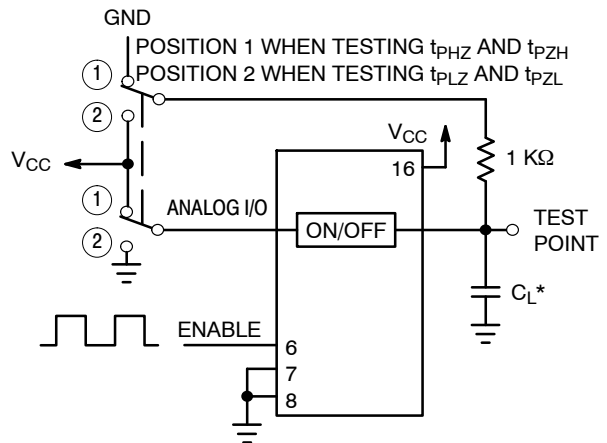 GND
POSITION 1 WHEN TESTING tPHZ AND tPZH
1 POSITION 2 WHEN TESTING tPLZ AND tPZL
2
VCC
16
1 KΩ
VCC
1
ANALOG I/O
ON/OFF
TEST
POINT
2
CL*
ENABLE
6
7
8